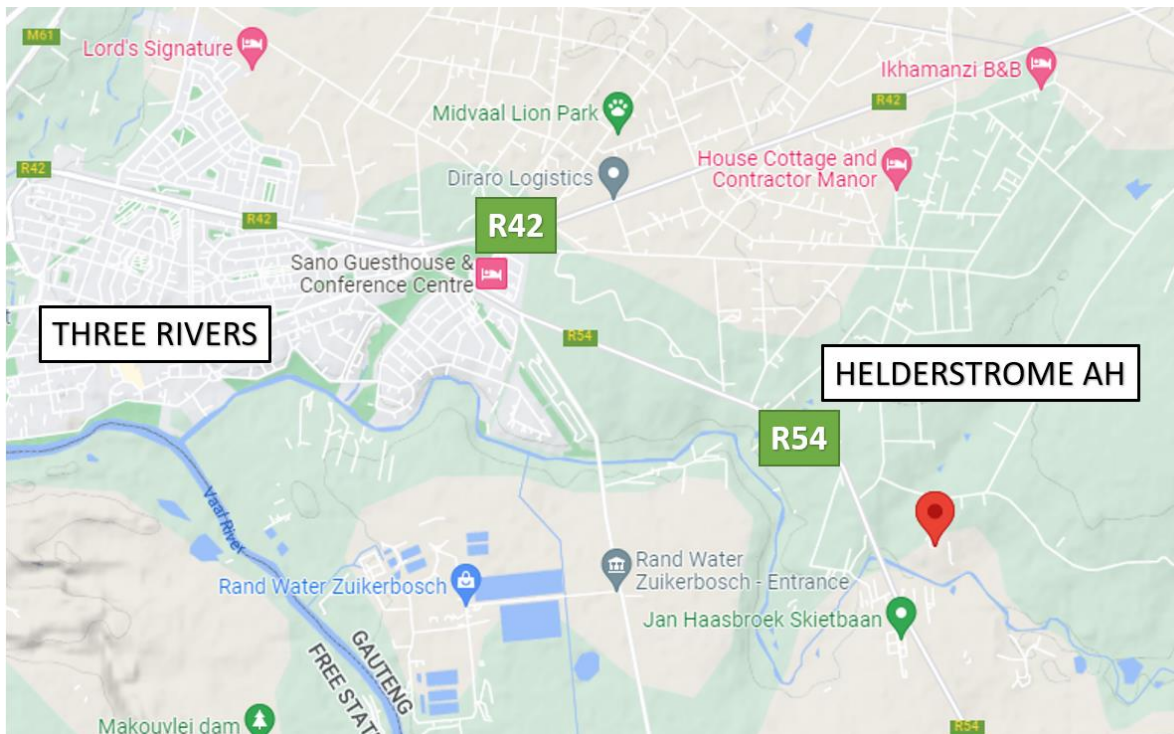 M61
Lord's Signature
Ikhamanzi B&B
R42
Midvaal Lion Park
House Cottage and
Contractor Manor
R42
Diraro Logistics
R42
R42
Sano Guesthouse &
Conference Centre
THREE RIVERS
R54
HELDERSTROME AH
R54
Vaal River
Rand Water
Zuikerbosch - Entrance
Rand Water Zuikerbosch
Jan Haasbroek Skietbaan
GAUTENG
FREE STAT
Makouvlei dam
R54